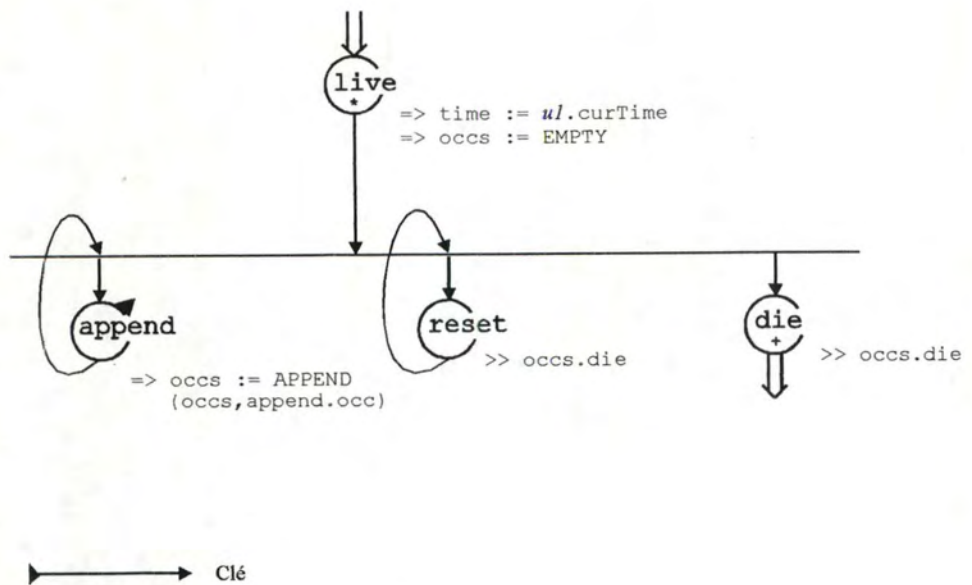 live
*
=> time := ul.curTime
=> occs := EMPTY
append
=> occs := APPEND
(occs,append.occ)
reset
>> occs.die
die
+
>> occs.die
Clé